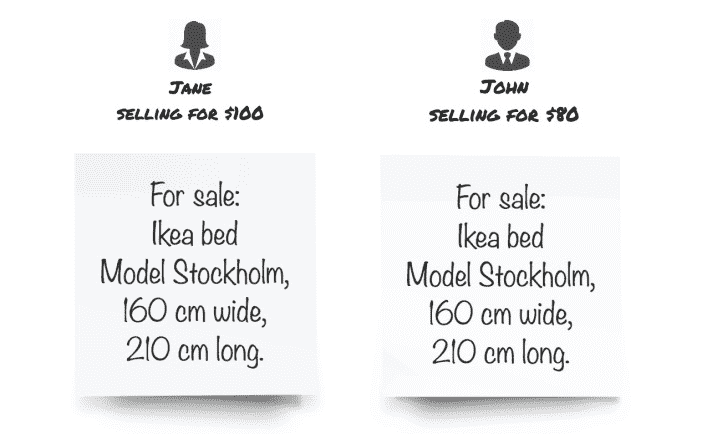 Jane
selling for $100
For sale:
Ikea bed
Model Stockholm,
160 cm wide,
210 cm long.
John
selling for $80
For sale:
Ikea bed
Model Stockholm,
160 cm wide,
210 cm long.